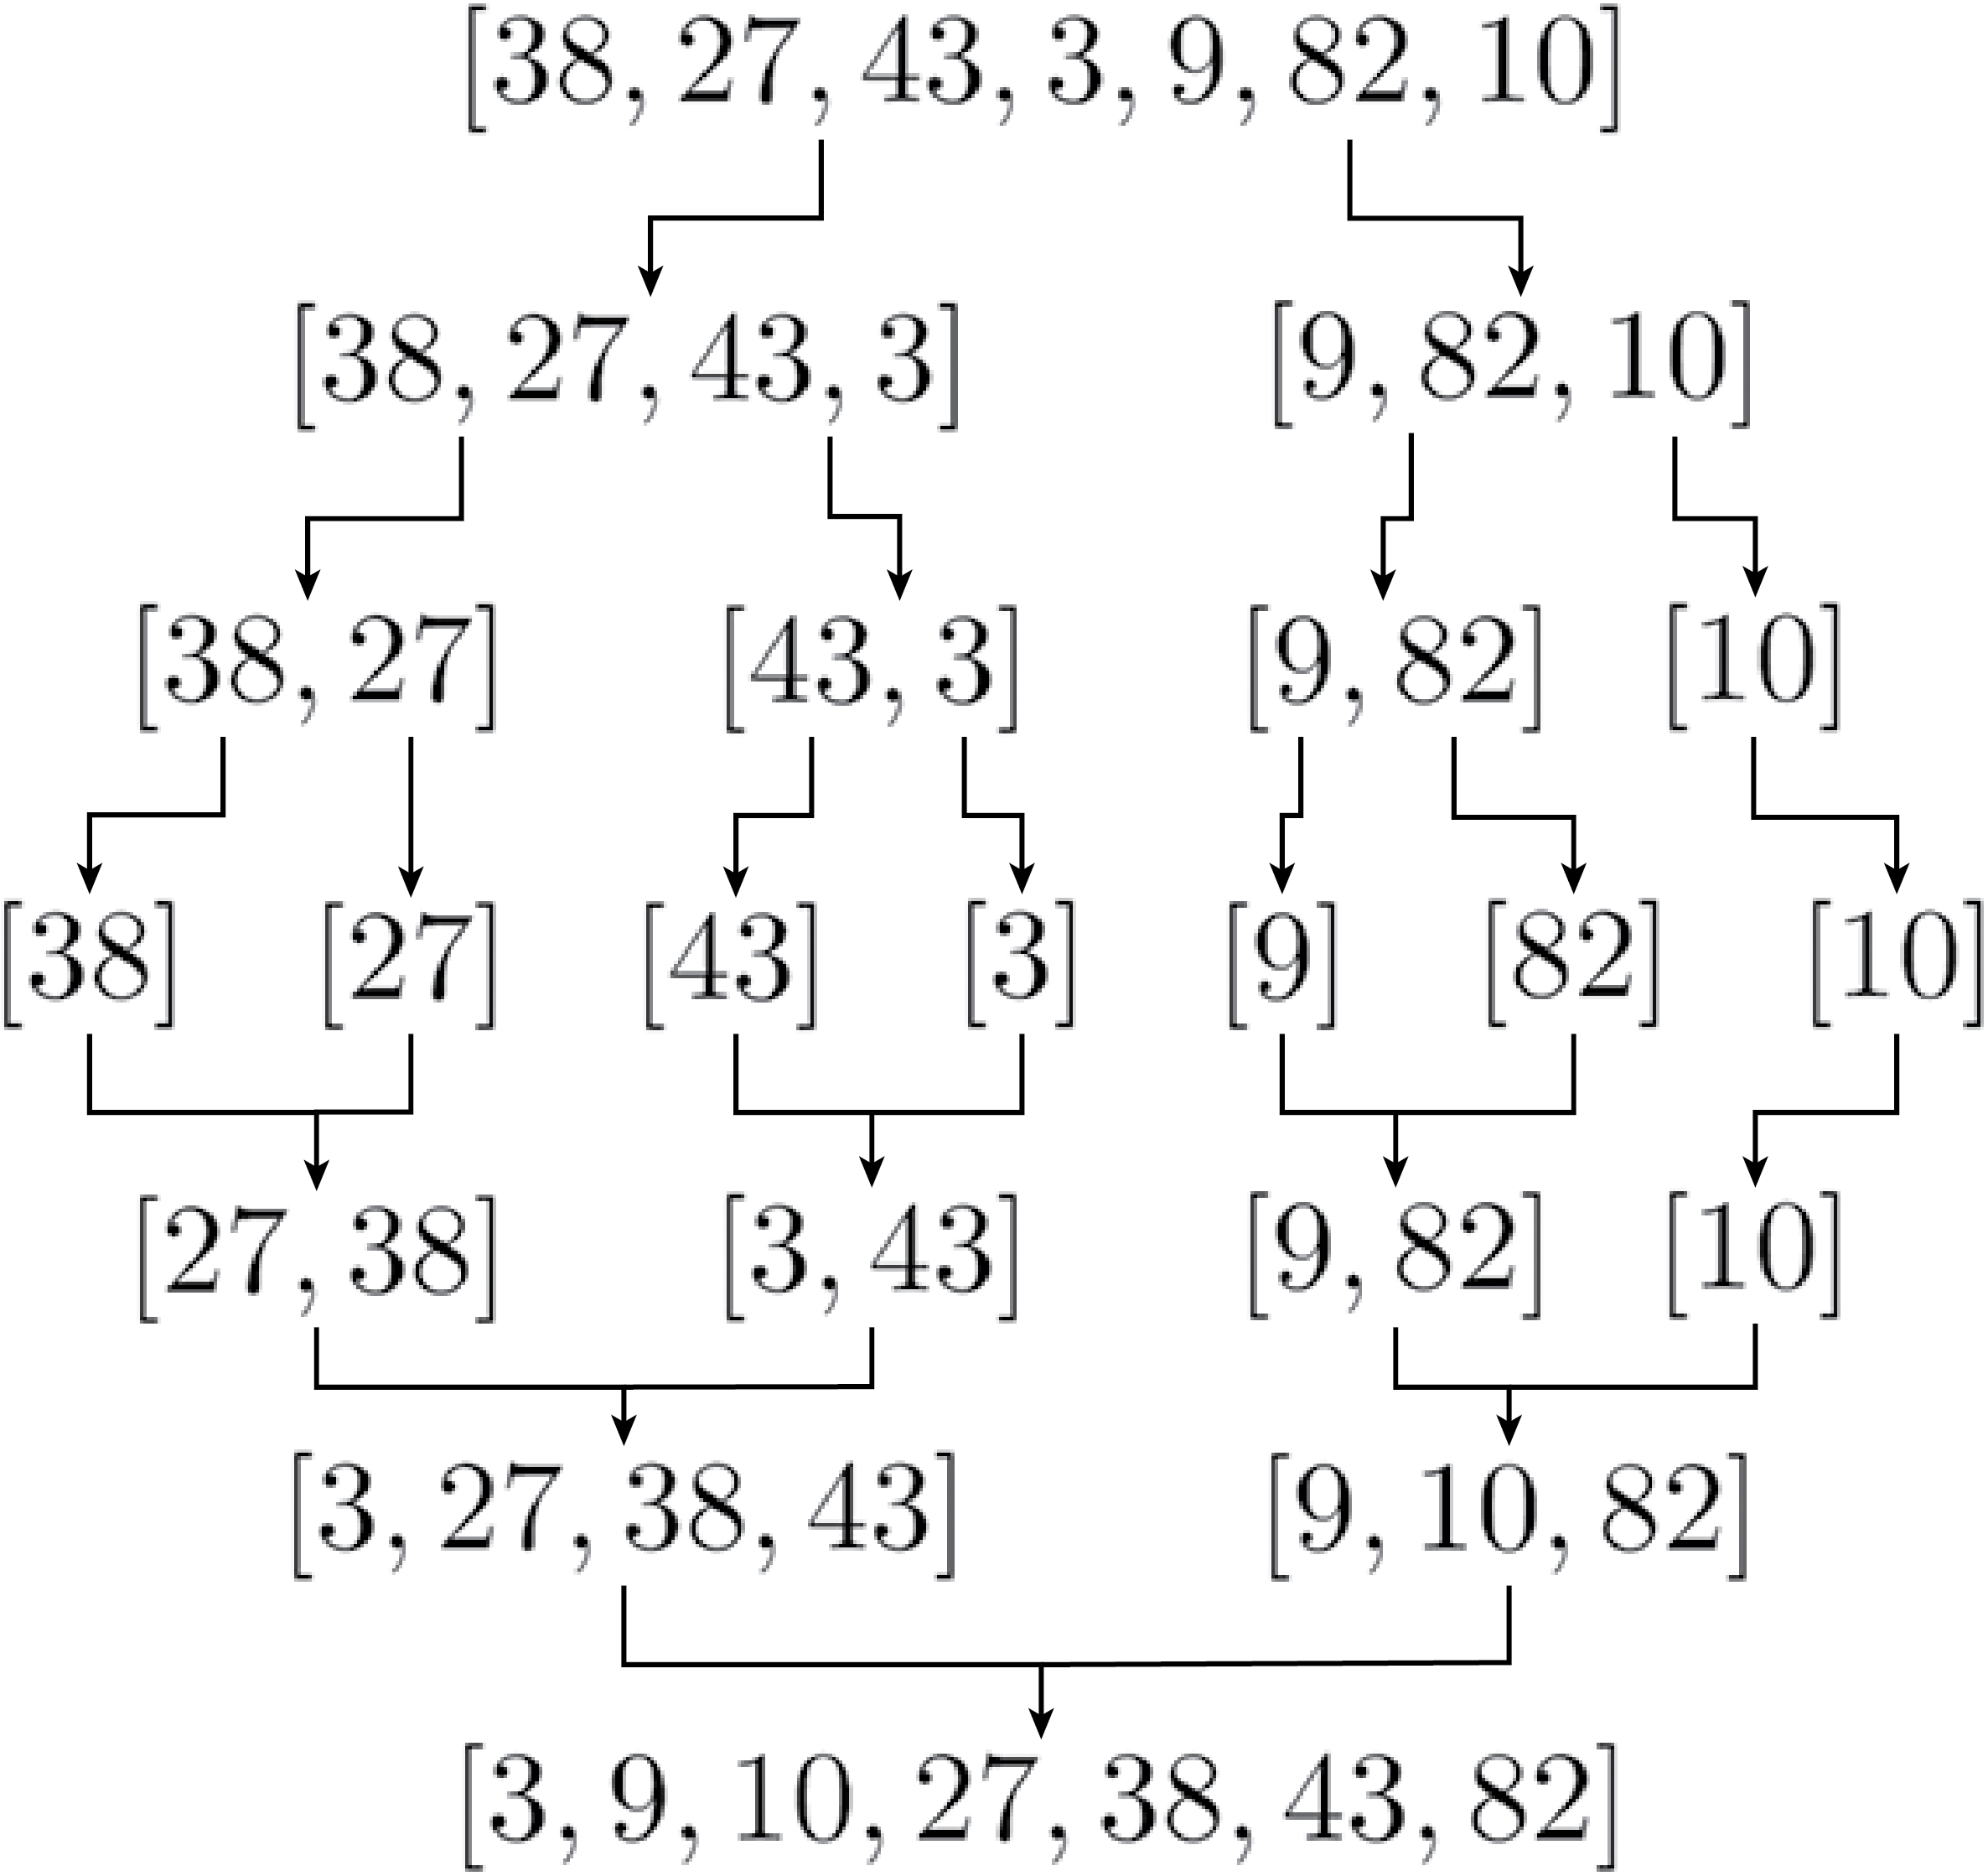 [38, 27, 43, 3, 9, 82, 10]
[38, 27, 43, 3] [9, 82, 10]
[38, 27] [43, 3] [9, 82] [10]
[38] [27] [43] [3] [9] [82] [10]
[27, 38] [3, 43] [9, 82] [10]
[3, 27, 38, 43] [9, 10, 82]
[3, 9, 10, 27, 38, 43, 82]